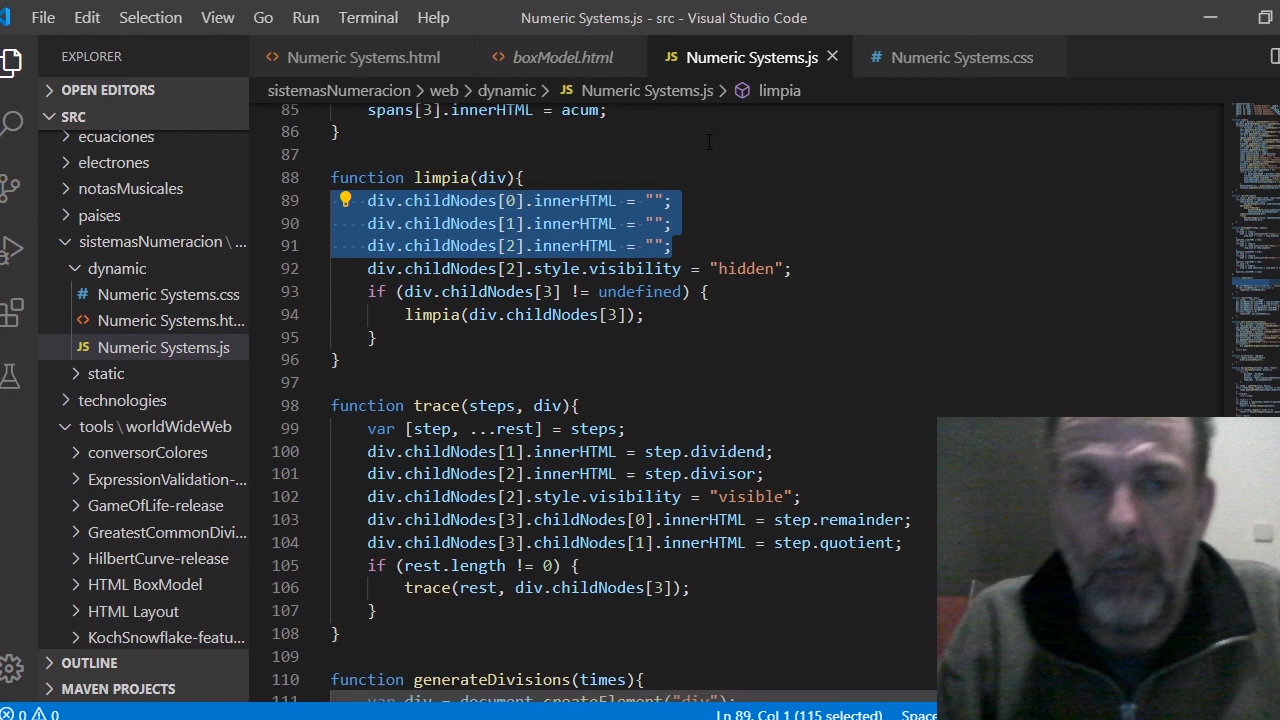 File Edit Selection View Go Run Terminal Help Numeric Systems.js - src - Visual Studio Code
EXPLORER
Numeric Systems.html boxModel.html JS Numeric Systems.js # Numeric Systems.css
OPEN EDITORS
sistemasNumeracion > web > dynamic > JS Numeric Systems.js > limpia
SRC
ecuaciones
electrones
notasMusicales
paises
sistemasNumeracion \ ...
dynamic
# Numeric Systems.css
Numeric Systems.ht...
JS Numeric Systems.js
static
technologies
tools \ worldWideWeb
conversorColores
ExpressionValidation-...
GameOfLife-release
GreatestCommonDivi...
HilbertCurve-release
HTML BoxModel
HTML Layout
KochSnowflake-featu...
OUTLINE
MAVEN PROJECTS
85 spans[3].innerHTML = acum;
86 }
87
88 function limpia(div){
89 div.childNodes[0].innerHTML = "";
90 div.childNodes[1].innerHTML = "";
91 div.childNodes[2].innerHTML = "";
92 div.childNodes[2].style.visibility = "hidden";
93 if (div.childNodes[3] != undefined) {
94 limpia(div.childNodes[3]);
95 }
96 }
97
98 function trace(steps, div){
99 var [step, ...rest] = steps;
100 div.childNodes[1].innerHTML = step.dividend;
101 div.childNodes[2].innerHTML = step.divisor;
102 div.childNodes[2].style.visibility = "visible";
103 div.childNodes[3].childNodes[0].innerHTML = step.remainder;
104 div.childNodes[3].childNodes[1].innerHTML = step.quotient;
105 if (rest.length != 0) {
106 trace(rest, div.childNodes[3]);
107 }
108 }
109
110 function generateDivisions(times){
111 var div = document.createElement("div");
0 0 Ln 89, Col 1 (115 selected) Space